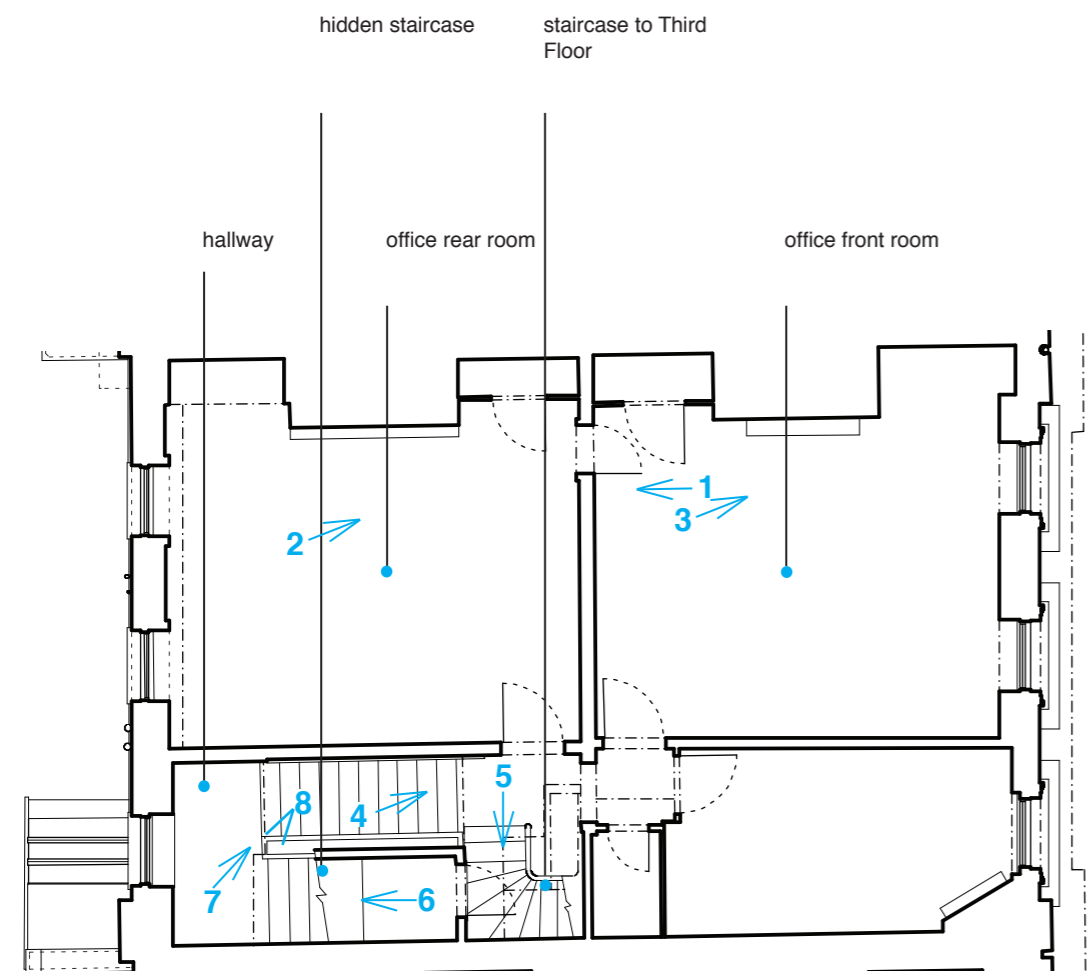 hidden staircase
staircase to Third
Floor
hallway
office rear room
office front room
1
3
2
5
8
4
7
6